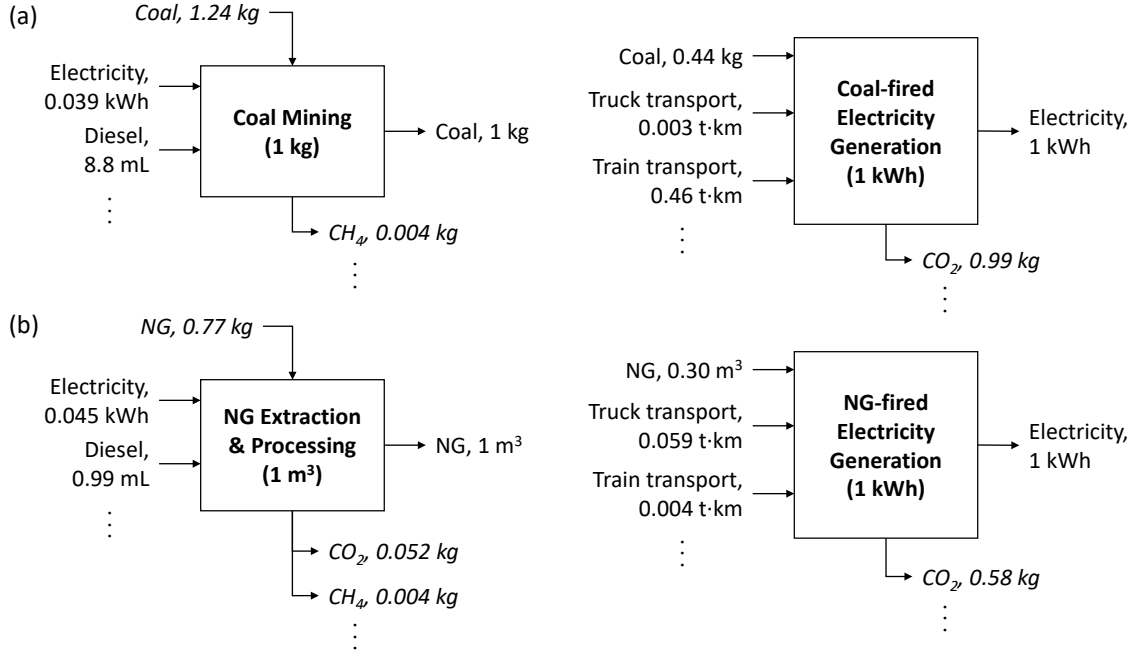 (a)
Coal, 1.24 kg
Electricity,
0.039 kWh
Diesel,
8.8 mL
Coal Mining
(1 kg)
Coal, 1 kg
CH₄, 0.004 kg
Coal, 0.44 kg
Truck transport,
0.003 t·km
Train transport,
0.46 t·km
Coal-fired
Electricity
Generation
(1 kWh)
Electricity,
1 kWh
CO₂, 0.99 kg
(b)
NG, 0.77 kg
Electricity,
0.045 kWh
Diesel,
0.99 mL
NG Extraction
& Processing
(1 m³)
NG, 1 m³
CO₂, 0.052 kg
CH₄, 0.004 kg
NG, 0.30 m³
Truck transport,
0.059 t·km
Train transport,
0.004 t·km
NG-fired
Electricity
Generation
(1 kWh)
Electricity,
1 kWh
CO₂, 0.58 kg